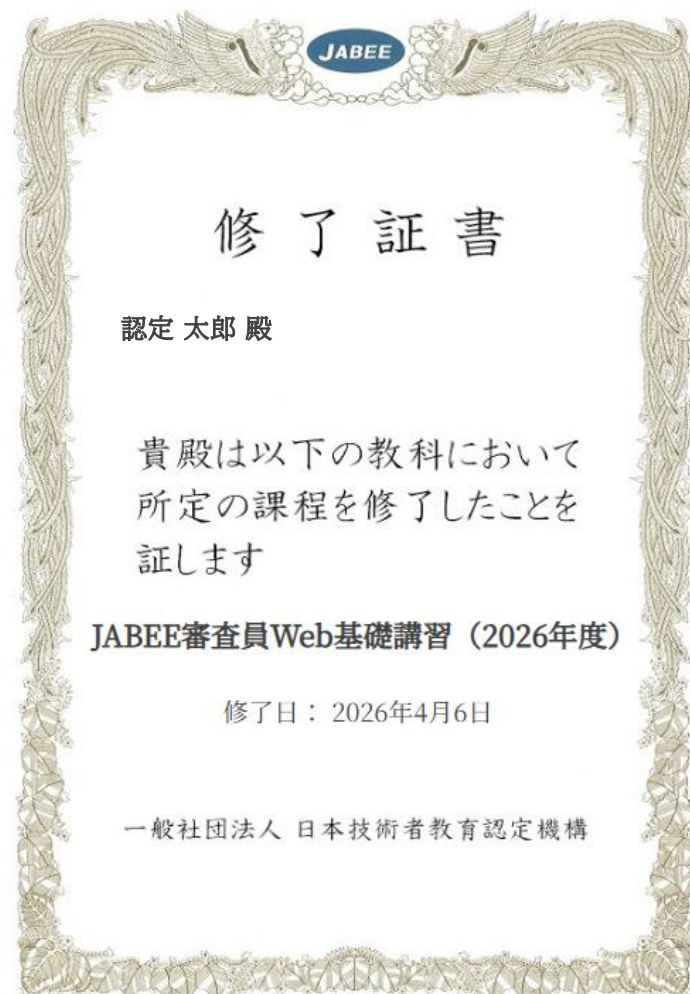 JABEE
修了証書
認定 太郎 殿
貴殿は以下の教科において
所定の課程を修了したことを
証します
JABEE審査員Web基礎講習（2026年度）
修了日： 2026年4月6日
一般社団法人 日本技術者教育認定機構